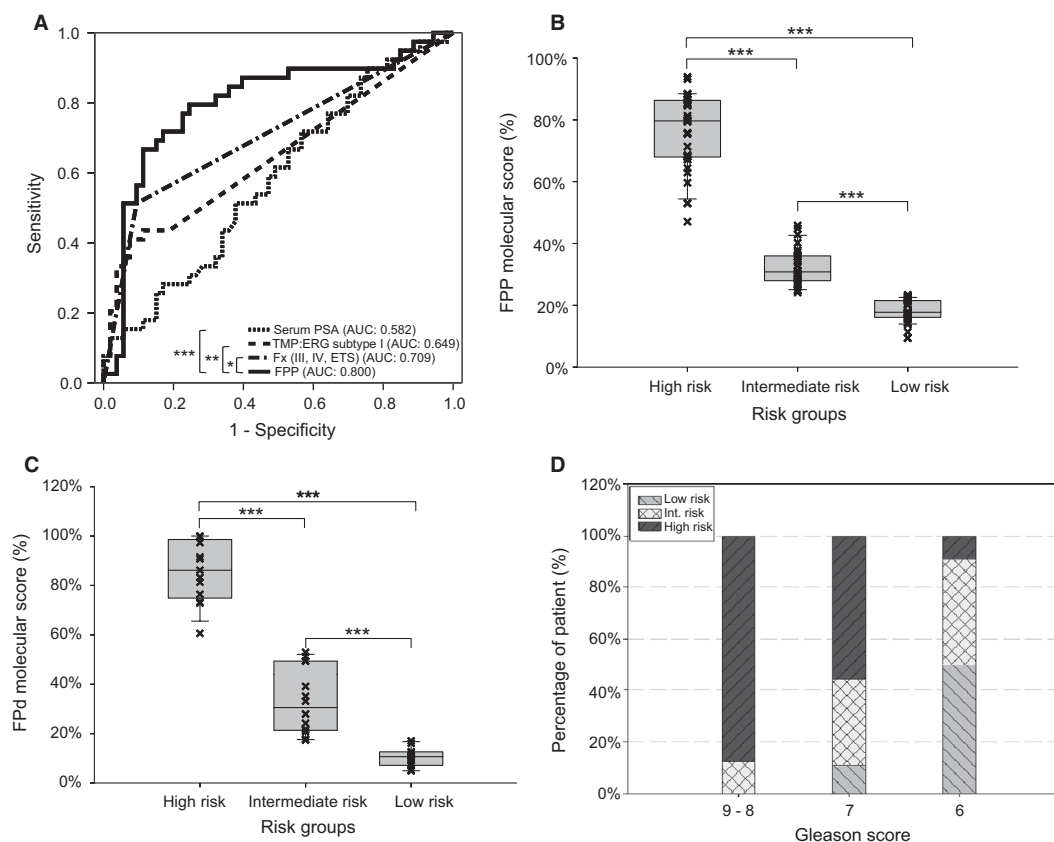 A
1.0
0.8
0.6
0.4
0.2
0.0
Sensitivity
Serum PSA (AUC: 0.582)
TMP:ERG subtype I (AUC: 0.649)
Fx (III, IV, ETS) (AUC: 0.709)
FPP (AUC: 0.800)
***
**
*
0.0 0.2 0.4 0.6 0.8 1.0
1 - Specificity
B
100%
80%
60%
40%
20%
0%
FPP molecular score (%)
***
***
***
High risk Intermediate risk Low risk
Risk groups
C
120%
100%
80%
60%
40%
20%
0%
FPd molecular score (%)
***
***
***
High risk Intermediate risk Low risk
Risk groups
D
120%
100%
80%
60%
40%
20%
0%
Percentage of patient (%)
Low risk
Int. risk
High risk
9 - 8 7 6
Gleason score